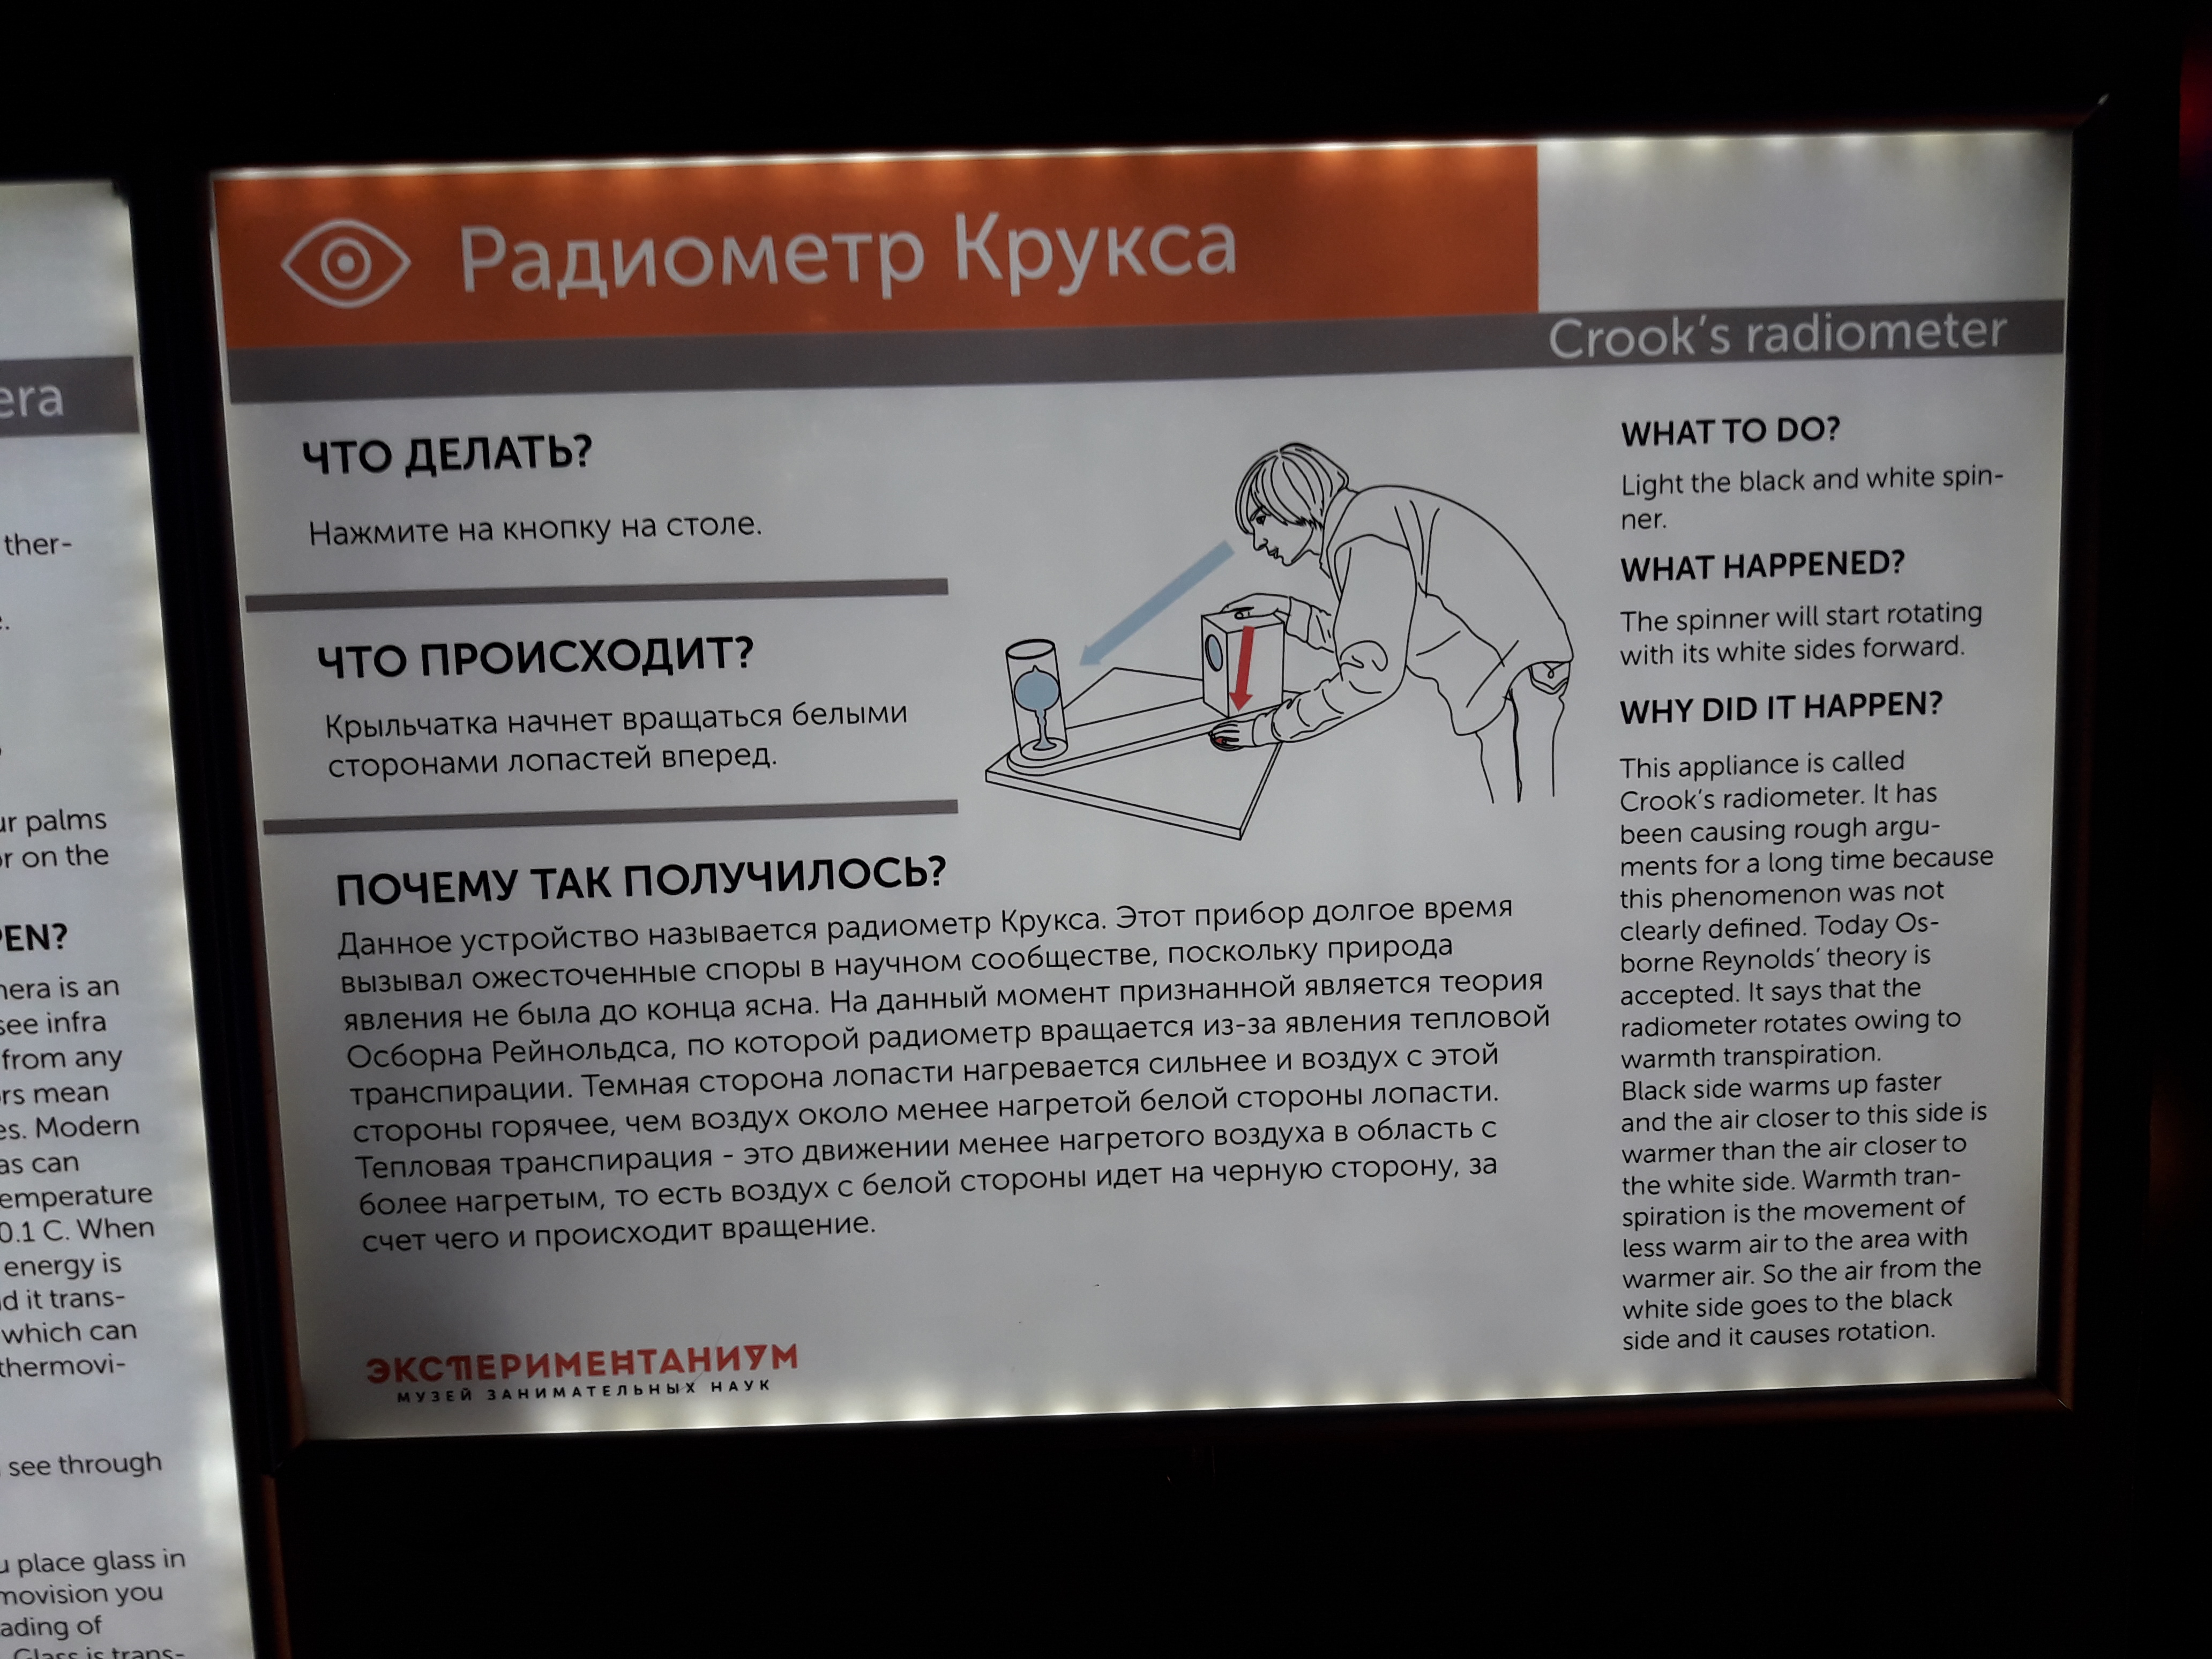 era
ther-
e.
ur palms
or on the
PEN?
nera is an
see infra
from any
rs mean
es. Modern
as can
emperature
0.1 C. When
energy is
d it trans-
which can
thermovi-
see through
u place glass in
movision you
ading of
Glass is trans-
Радиометр Крукса
Crook's radiometer
ЧТО ДЕЛАТЬ?
Нажмите на кнопку на столе.
ЧТО ПРОИСХОДИТ?
Крыльчатка начнет вращаться белыми
сторонами лопастей вперед.
ПОЧЕМУ ТАК ПОЛУЧИЛОСЬ?
Данное устройство называется радиометр Крукса. Этот прибор долгое время
вызывал ожесточенные споры в научном сообществе, поскольку природа
явления не была до конца ясна. На данный момент признанной является теория
Осборна Рейнольдса, по которой радиометр вращается из-за явления тепловой
транспирации. Темная сторона лопасти нагревается сильнее и воздух с этой
стороны горячее, чем воздух около менее нагретой белой стороны лопасти.
Тепловая транспирация - это движении менее нагретого воздуха в область с
более нагретым, то есть воздух с белой стороны идет на черную сторону, за
счет чего и происходит вращение.
ЭКСПЕРИМЕНТАНИУМ
МУЗЕЙ ЗАНИМАТЕЛЬНЫХ НАУК
WHAT TO DO?
Light the black and white spin-
ner.
WHAT HAPPENED?
The spinner will start rotating
with its white sides forward.
WHY DID IT HAPPEN?
This appliance is called
Crook's radiometer. It has
been causing rough argu-
ments for a long time because
this phenomenon was not
clearly defined. Today Os-
borne Reynolds' theory is
accepted. It says that the
radiometer rotates owing to
warmth transpiration.
Black side warms up faster
and the air closer to this side is
warmer than the air closer to
the white side. Warmth tran-
spiration is the movement of
less warm air to the area with
warmer air. So the air from the
white side goes to the black
side and it causes rotation.